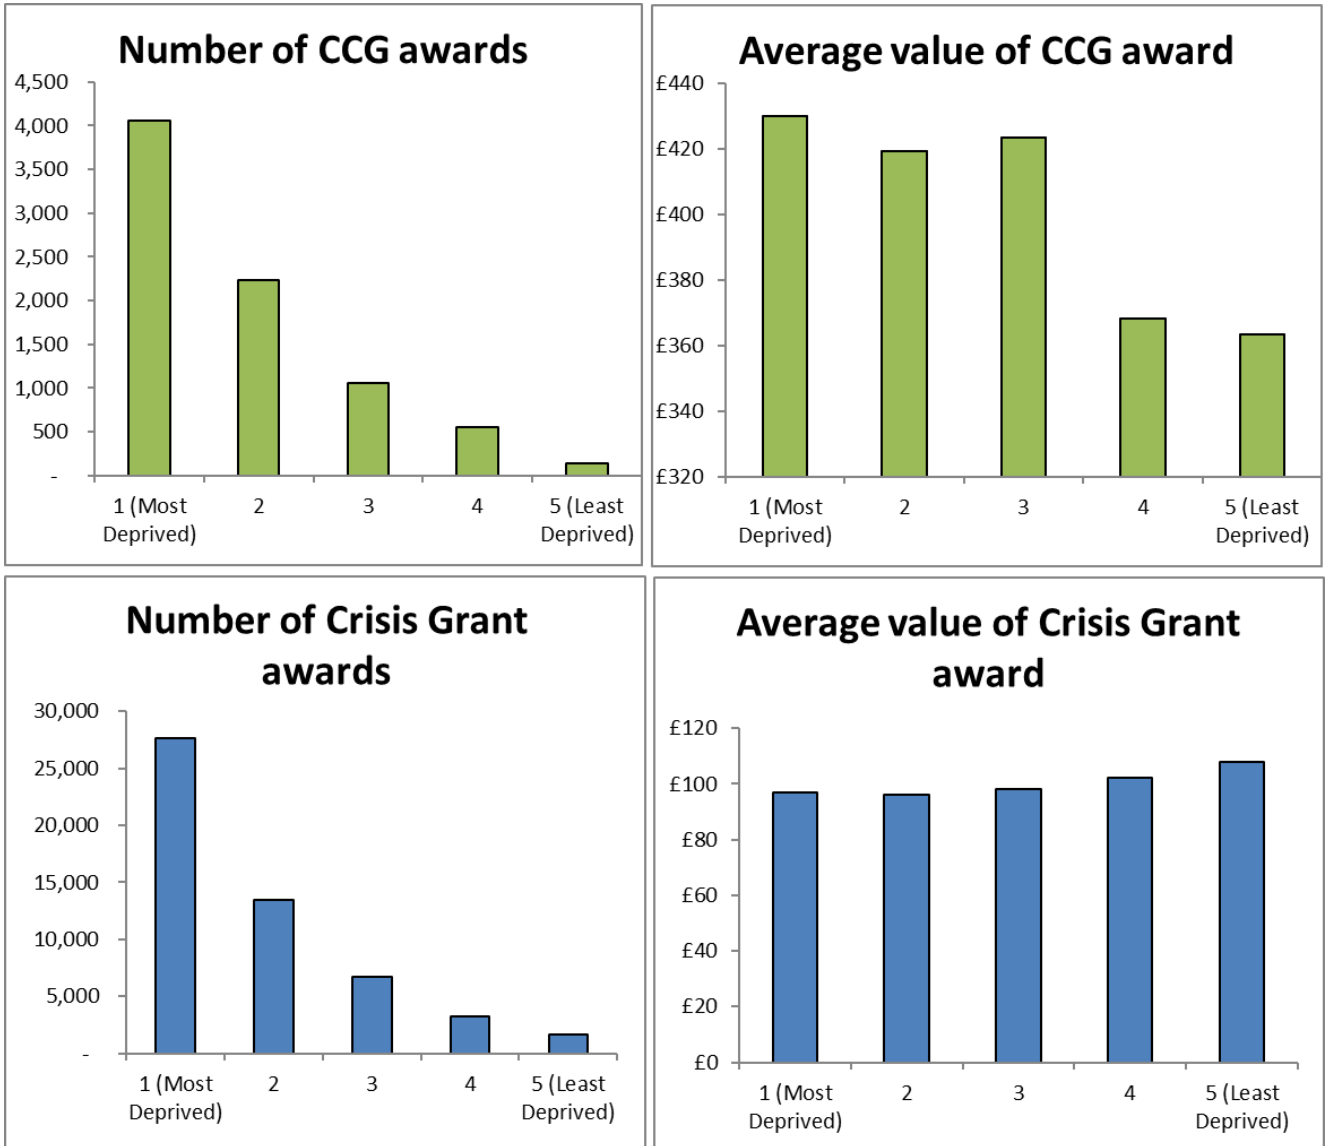 Number of CCG awards
4,500
4,000
3,500
3,000
2,500
2,000
1,500
1,000
500
-
1 (Most
Deprived)
2
3
4
5 (Least
Deprived)
Average value of CCG award
£440
£420
£400
£380
£360
£340
£320
1 (Most
Deprived)
2
3
4
5 (Least
Deprived)
Number of Crisis Grant
awards
30,000
25,000
20,000
15,000
10,000
5,000
-
1 (Most
Deprived)
2
3
4
5 (Least
Deprived)
Average value of Crisis Grant
award
£120
£100
£80
£60
£40
£20
£0
1 (Most
Deprived)
2
3
4
5 (Least
Deprived)